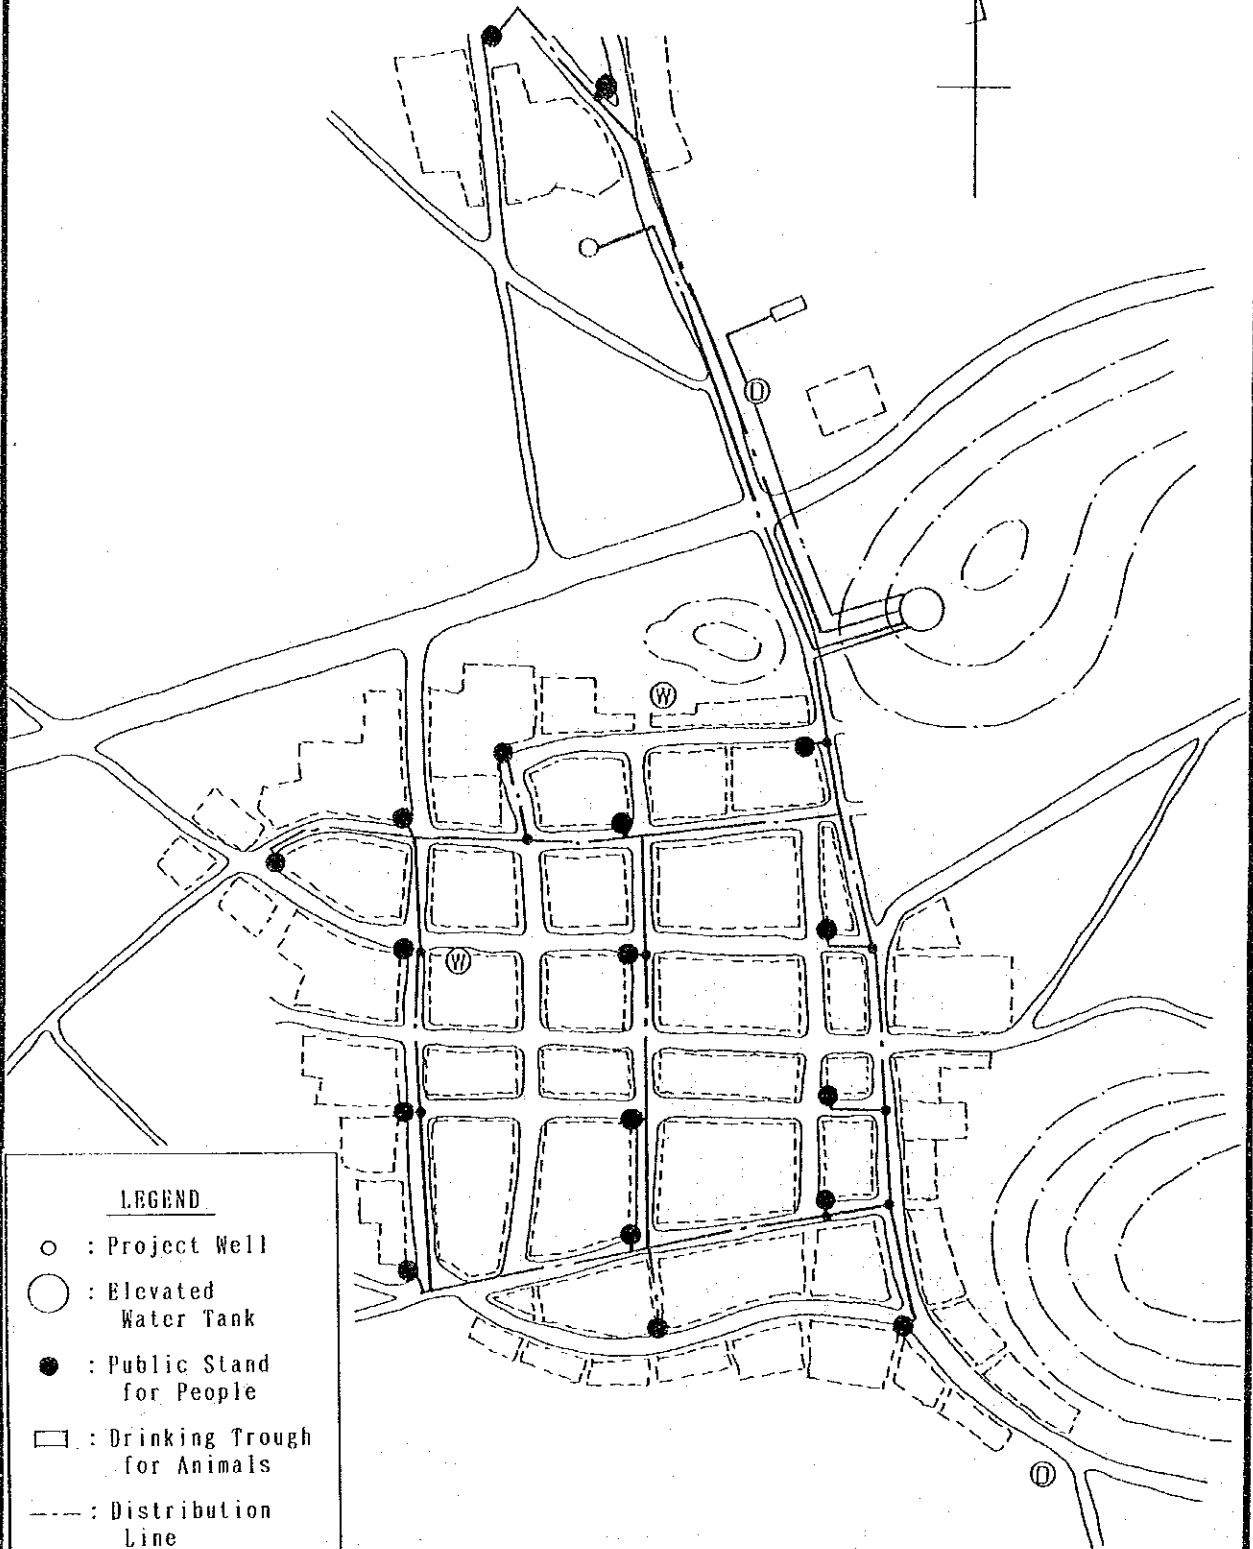 D
W
W
D
LEGEND
: Project Well
: Elevated
Water Tank
: Public Stand
for People
: Drinking Trough
for Animals
: Distribution
Line